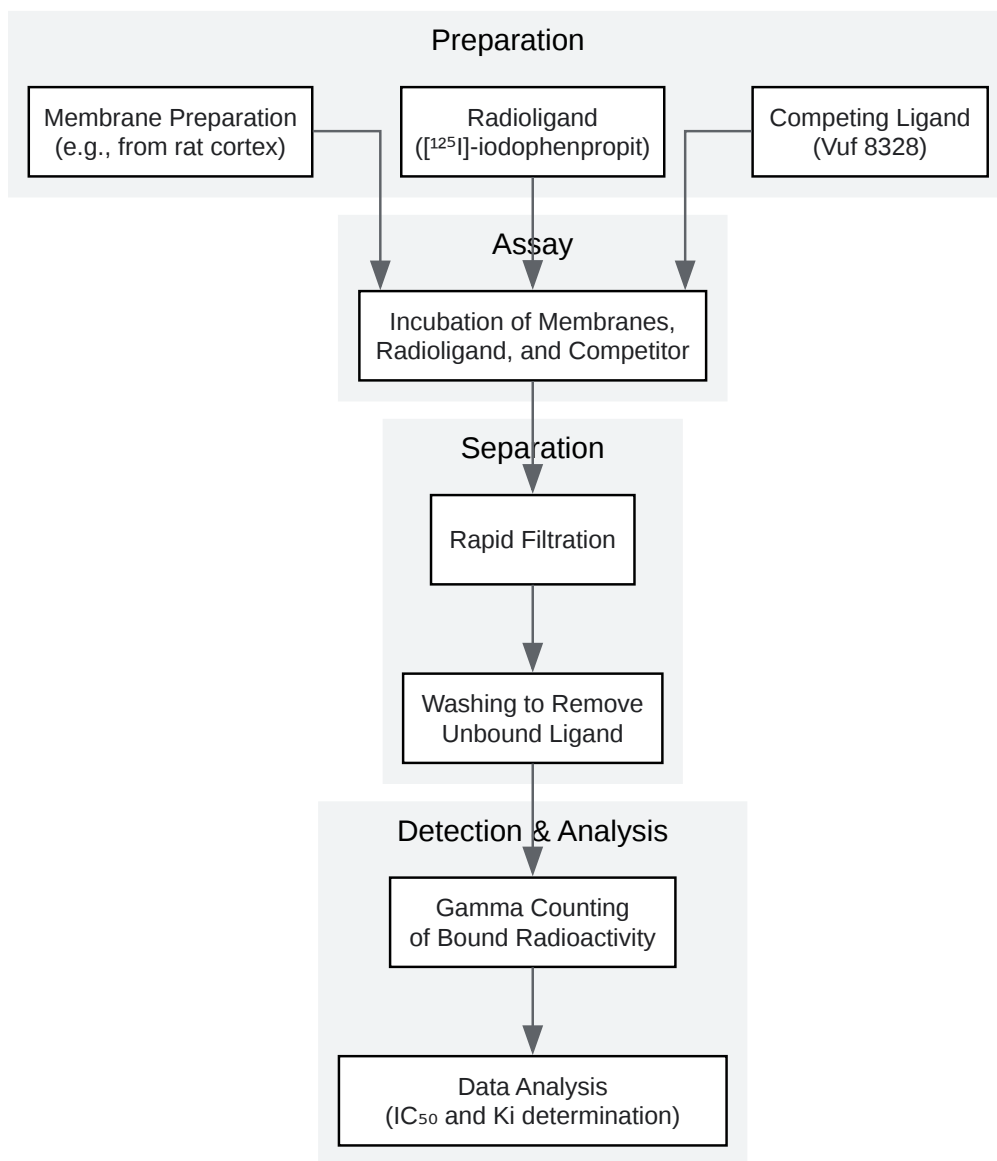 Preparation
Membrane Preparation
(e.g., from rat cortex)
Radioligand
([¹²⁵I]-iodophenpropit)
Competing Ligand
(Vuf 8328)
Assay
Incubation of Membranes,
Radioligand, and Competitor
Separation
Rapid Filtration
Washing to Remove
Unbound Ligand
Detection & Analysis
Gamma Counting
of Bound Radioactivity
Data Analysis
(IC₅₀ and Ki determination)